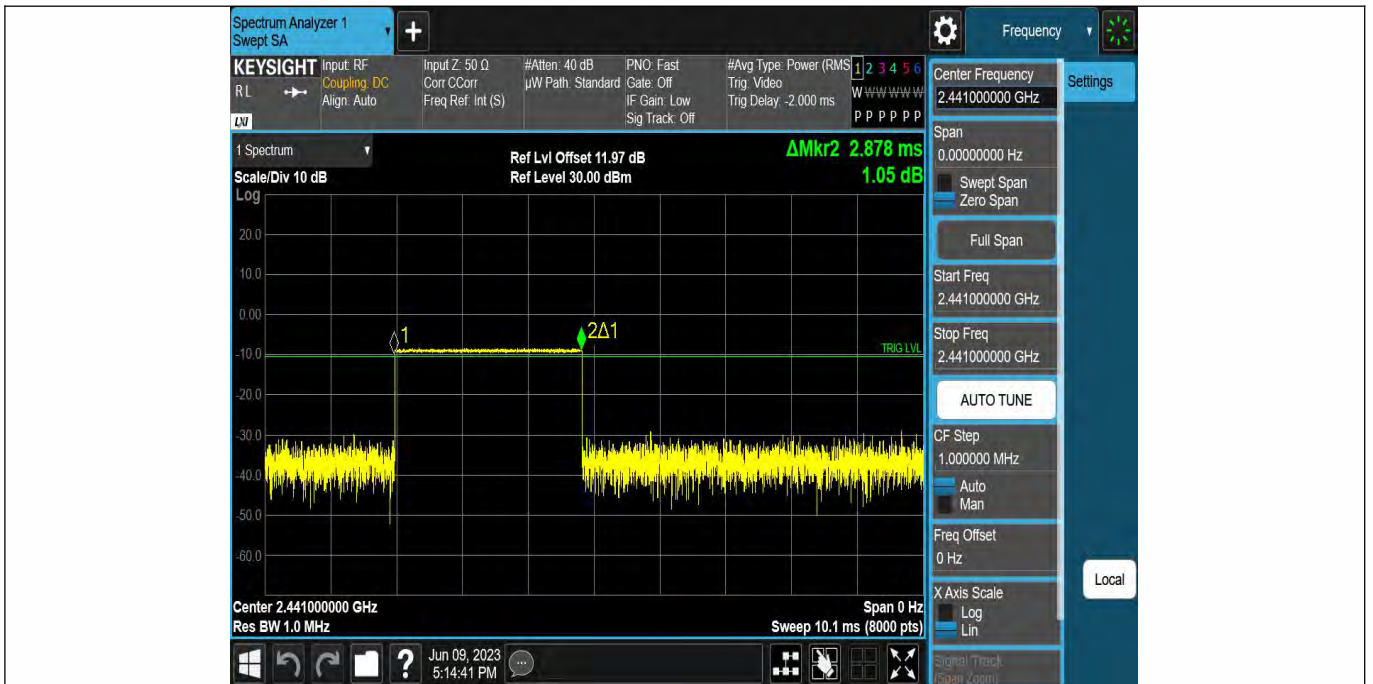 Spectrum Analyzer 1
Swept SA
+
Frequency
KEYSIGHT
R L
LXI
Input: RF
Coupling: DC
Align: Auto
Input Z: 50 Ω
Corr CCorr
Freq Ref: Int (S)
#Atten: 40 dB
µW Path: Standard
PNO: Fast
Gate: Off
IF Gain: Low
Sig Track: Off
#Avg Type: Power (RMS
Trig: Video
Trig Delay: -2.000 ms
1 2 3 4 5 6
W W W W W W
P P P P P P
1 Spectrum
Scale/Div 10 dB
Log
Ref Lvl Offset 11.97 dB
Ref Level 30.00 dBm
ΔMkr2 2.878 ms
1.05 dB
20.0
10.0
0.00
-10.0
-20.0
-30.0
-40.0
-50.0
-60.0
1
2Δ1
TRIG LVL
Center 2.441000000 GHz
Res BW 1.0 MHz
Span 0 Hz
Sweep 10.1 ms (8000 pts)
Center Frequency
2.441000000 GHz
Settings
Span
0.00000000 Hz
Swept Span
Zero Span
Full Span
Start Freq
2.441000000 GHz
Stop Freq
2.441000000 GHz
AUTO TUNE
CF Step
1.000000 MHz
Auto
Man
Freq Offset
0 Hz
X Axis Scale
Log
Lin
Signal Track
(Span Zoom)
Local
?
Jun 09, 2023
5:14:41 PM